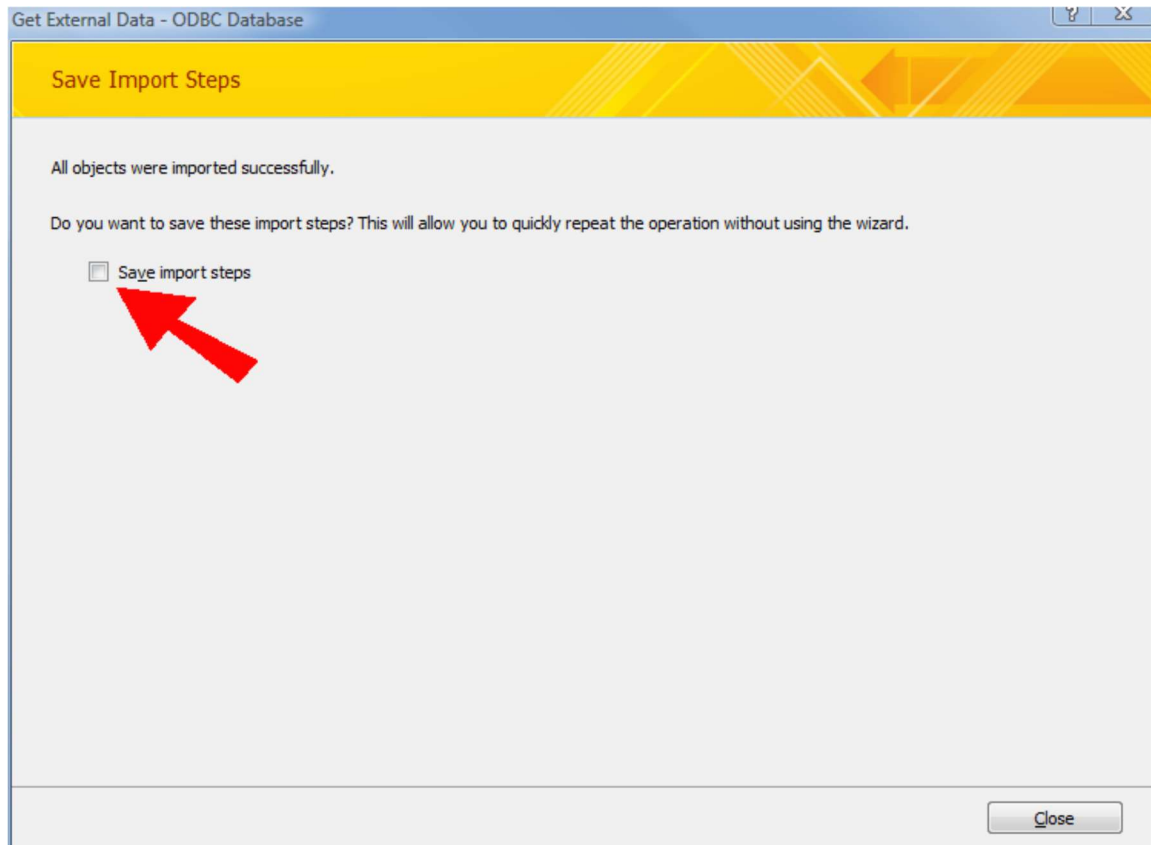 Get External Data - ODBC Database
Save Import Steps
All objects were imported successfully.
Do you want to save these import steps? This will allow you to quickly repeat the operation without using the wizard.
Save import steps
Close